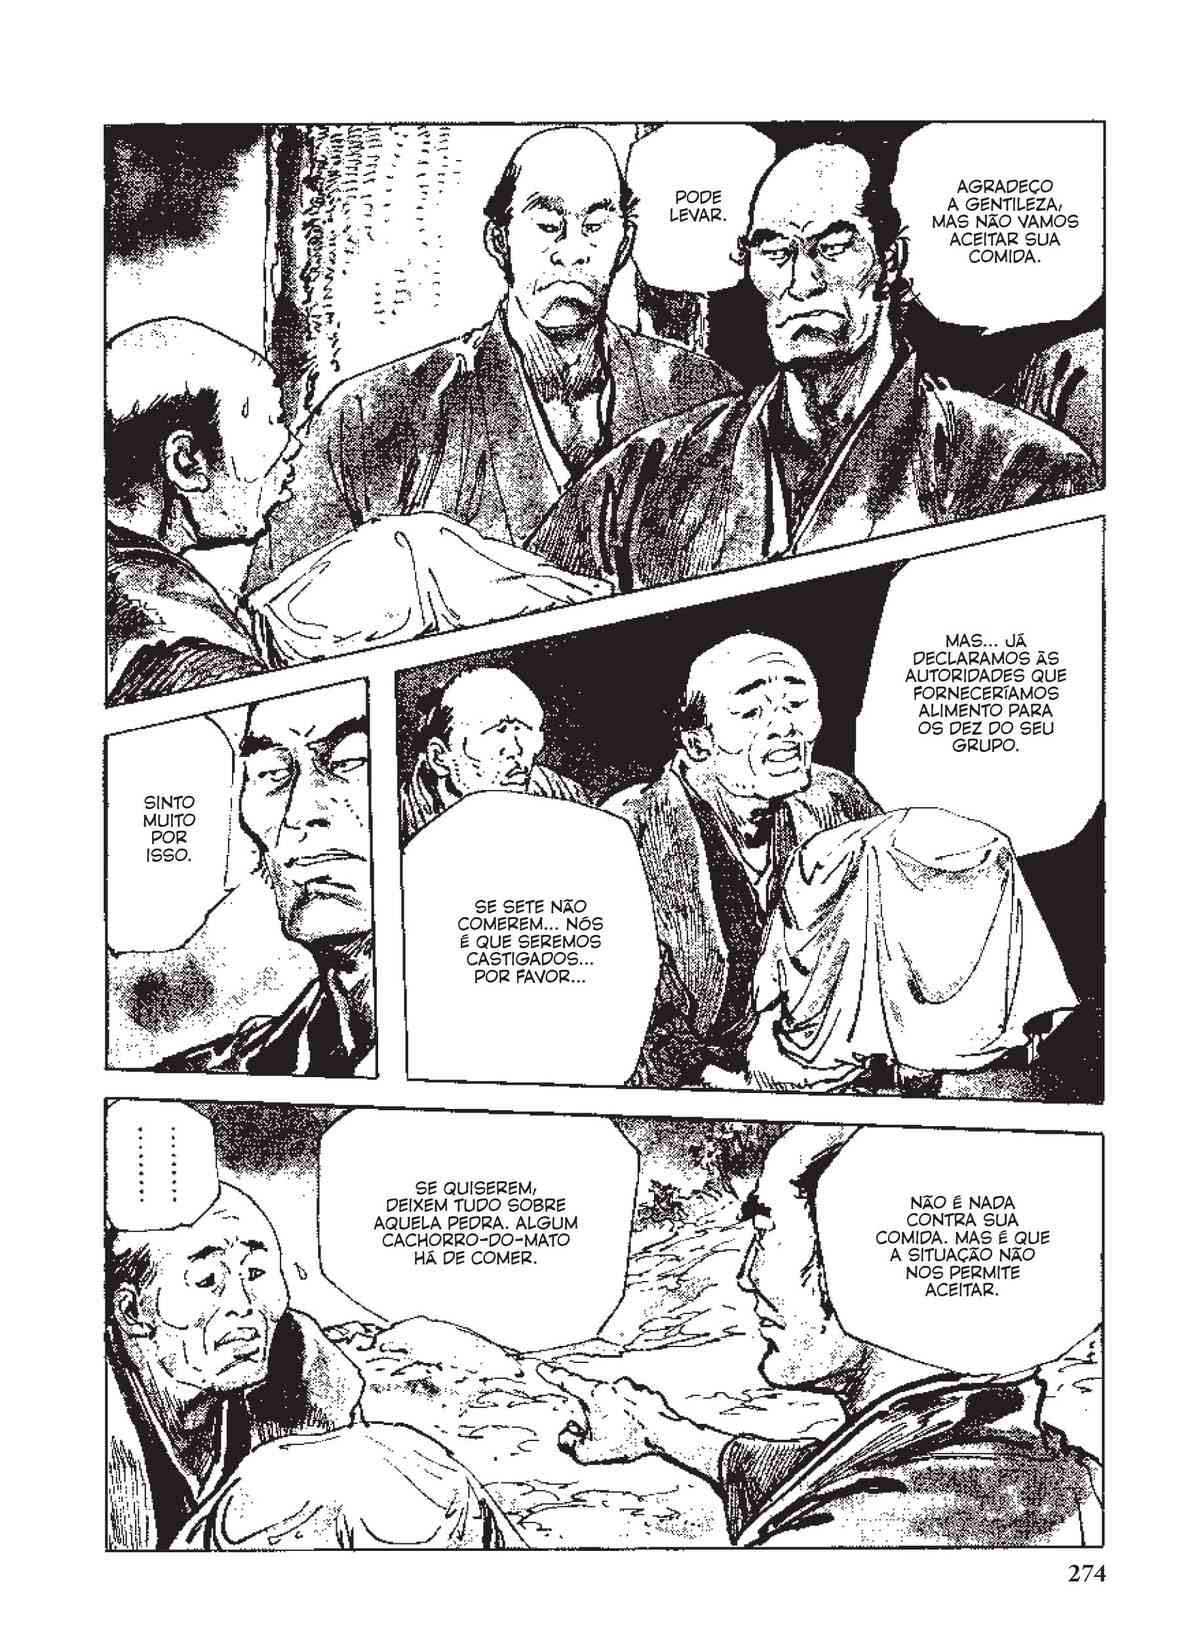 AGRADEÇO
A GENTILEZA,
MAS NÃO VAMOS
ACEITAR SUA
COMIDA.
PODE
LEVAR.
MAS... JÁ
DECLARAMOS ÀS
AUTORIDADES QUE
FORNECERÍAMOS
ALIMENTO PARA
OS DEZ DO SEU
GRUPO.
SE SETE NÃO
COMEREM... NÓS
É QUE SEREMOS
CASTIGADOS...
POR FAVOR...
SINTO
MUITO
POR
ISSO.
NÃO É NADA
CONTRA SUA
COMIDA. MAS É QUE
A SITUAÇÃO NÃO
NOS PERMITE
ACEITAR.
SE QUISEREM,
DEIXEM TUDO SOBRE
AQUELA PEDRA. ALGUM
CACHORRO-DO-MATO
HÁ DE COMER.
274